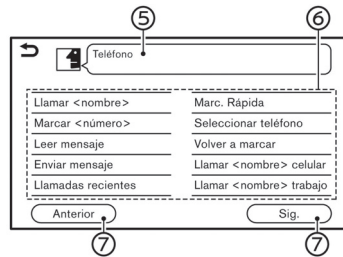 ⑤
⑥
Teléfono
Llamar <nombre>
Marc. Rápida
Marcar <número>
Seleccionar teléfono
Leer mensaje
Volver a marcar
Enviar mensaje
Llamar <nombre> celular
Llamadas recientes
Llamar <nombre> trabajo
Anterior
Sig.
⑦
⑦